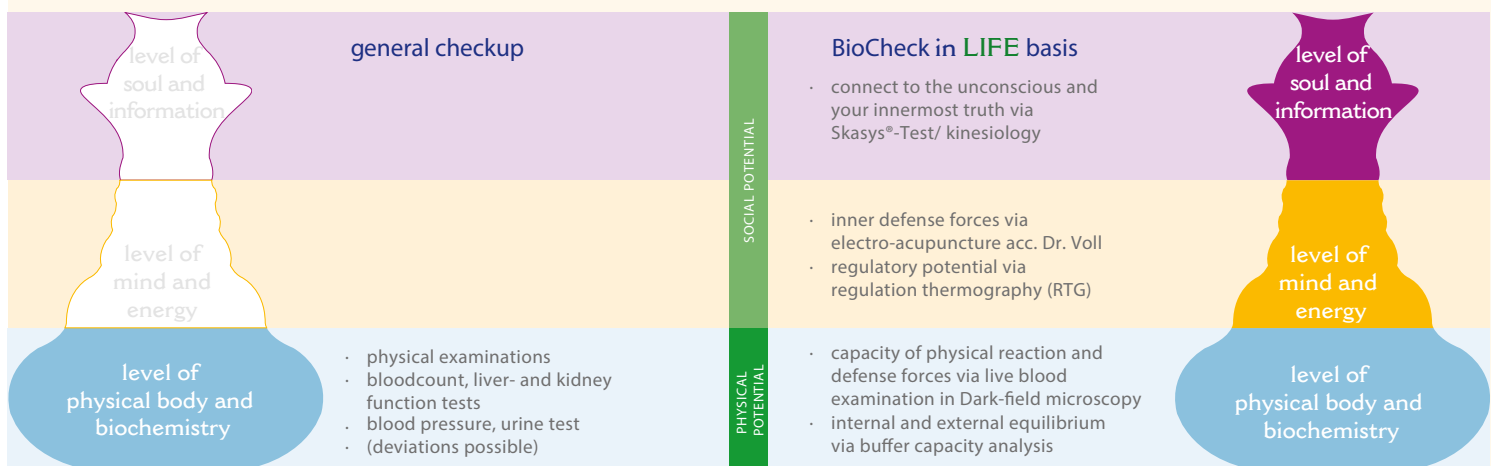 level of
soul and
information
general checkup
level of
mind and
energy
level of
physical body and
biochemistry
· physical examinations
· bloodcount, liver- and kidney
function tests
· blood pressure, urine test
· (deviations possible)
SOCIAL POTENTIAL
PHYSICAL
POTENTIAL
BioCheck in LIFE basis
· connect to the unconscious and
your innermost truth via
Skasys®-Test/ kinesiology
· inner defense forces via
electro-acupuncture acc. Dr. Voll
· regulatory potential via
regulation thermography (RTG)
· capacity of physical reaction and
defense forces via live blood
examination in Dark-field microscopy
· internal and external equilibrium
via buffer capacity analysis
level of
soul and
information
level of
mind and
energy
level of
physical body and
biochemistry